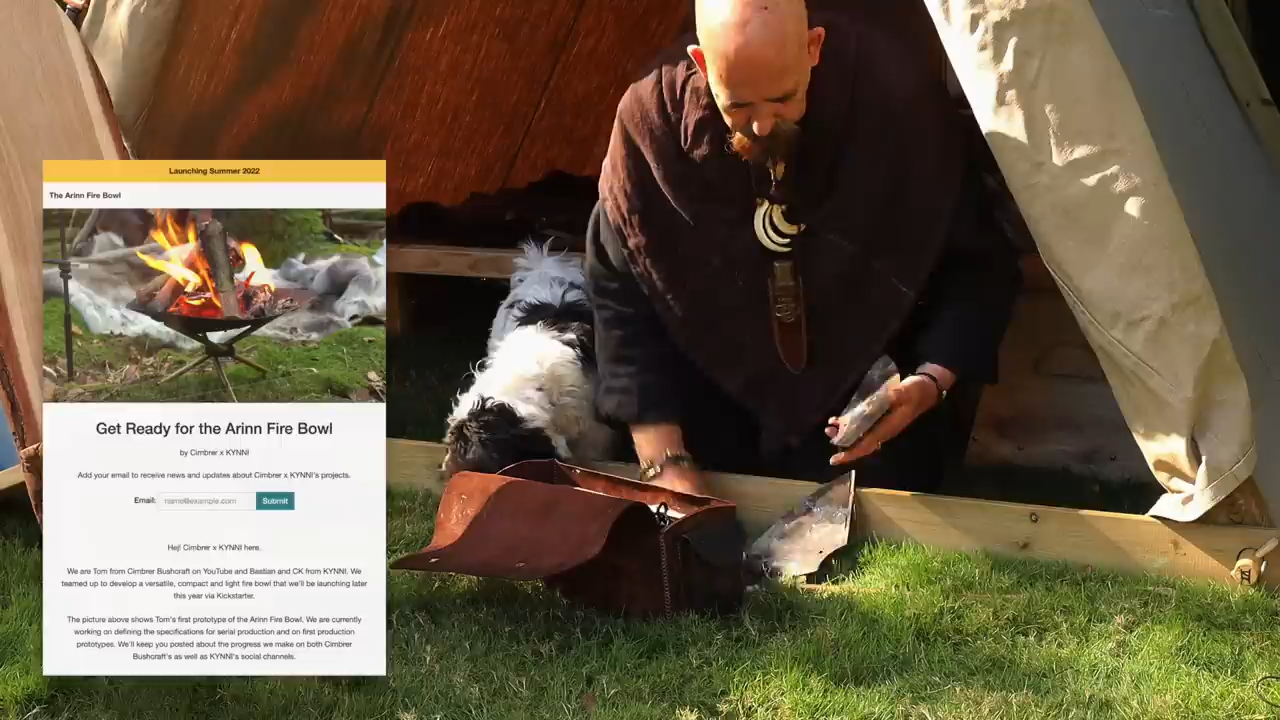 Launching Summer 2022
The Arinn Fire Bowl
Get Ready for the Arinn Fire Bowl
by Cimbrer x KYNNI
Add your email to receive news and updates about Cimbrer x KYNNI's projects.
Email: name@example.com Submit
Hej! Cimbrer x KYNNI here.
We are Tom from Cimbrer Bushcraft on YouTube and Bastian and CK from KYNNI. We
teamed up to develop a versatile, compact and light fire bowl that we'll be launching later
this year via Kickstarter.
The picture above shows Tom's first prototype of the Arinn Fire Bowl. We are currently
working on defining the specifications for serial production and on first production
prototypes. We'll keep you posted about the progress we make on both Cimbrer
Bushcraft's as well as KYNNI's social channels.